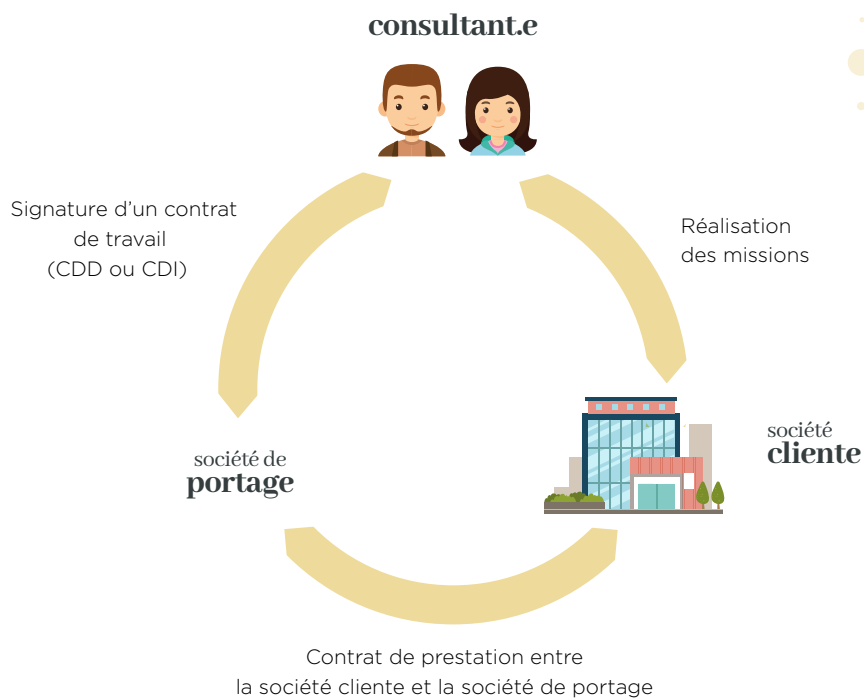 consultant.e
Signature d’un contrat
de travail
(CDD ou CDI)
Réalisation
des missions
société de
portage
société
cliente
Contrat de prestation entre
la société cliente et la société de portage